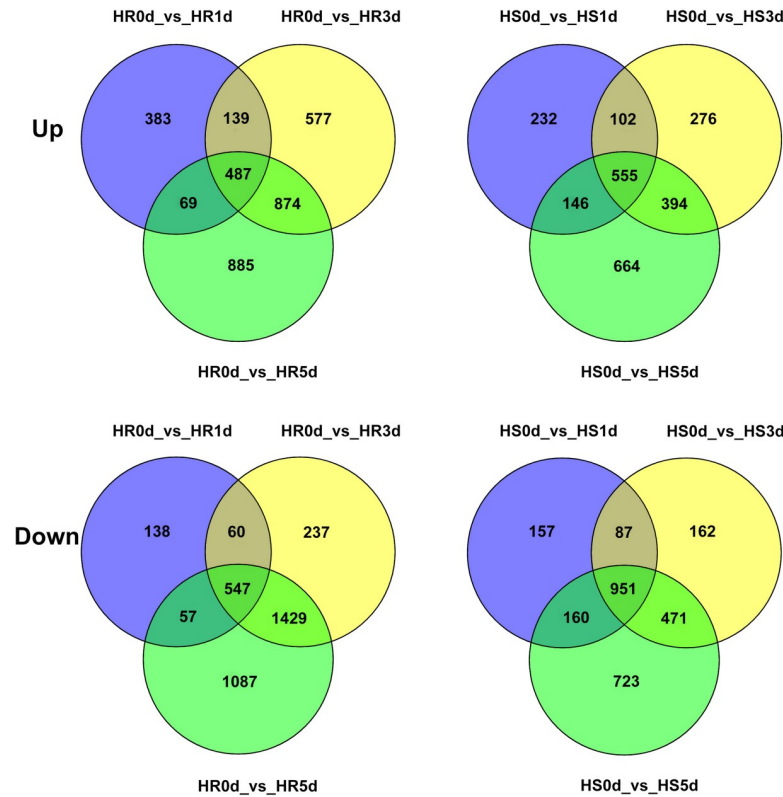 HR0d_vs_HR1d HR0d_vs_HR3d HS0d_vs_HS1d HS0d_vs_HS3d
Up
383 139 577 232 102 276
487 555
69 874 146 394
885 664
HR0d_vs_HR5d HS0d_vs_HS5d
HR0d_vs_HR1d HR0d_vs_HR3d HS0d_vs_HS1d HS0d_vs_HS3d
Down
138 60 237 157 87 162
547 951
57 1429 160 471
1087 723
HR0d_vs_HR5d HS0d_vs_HS5d